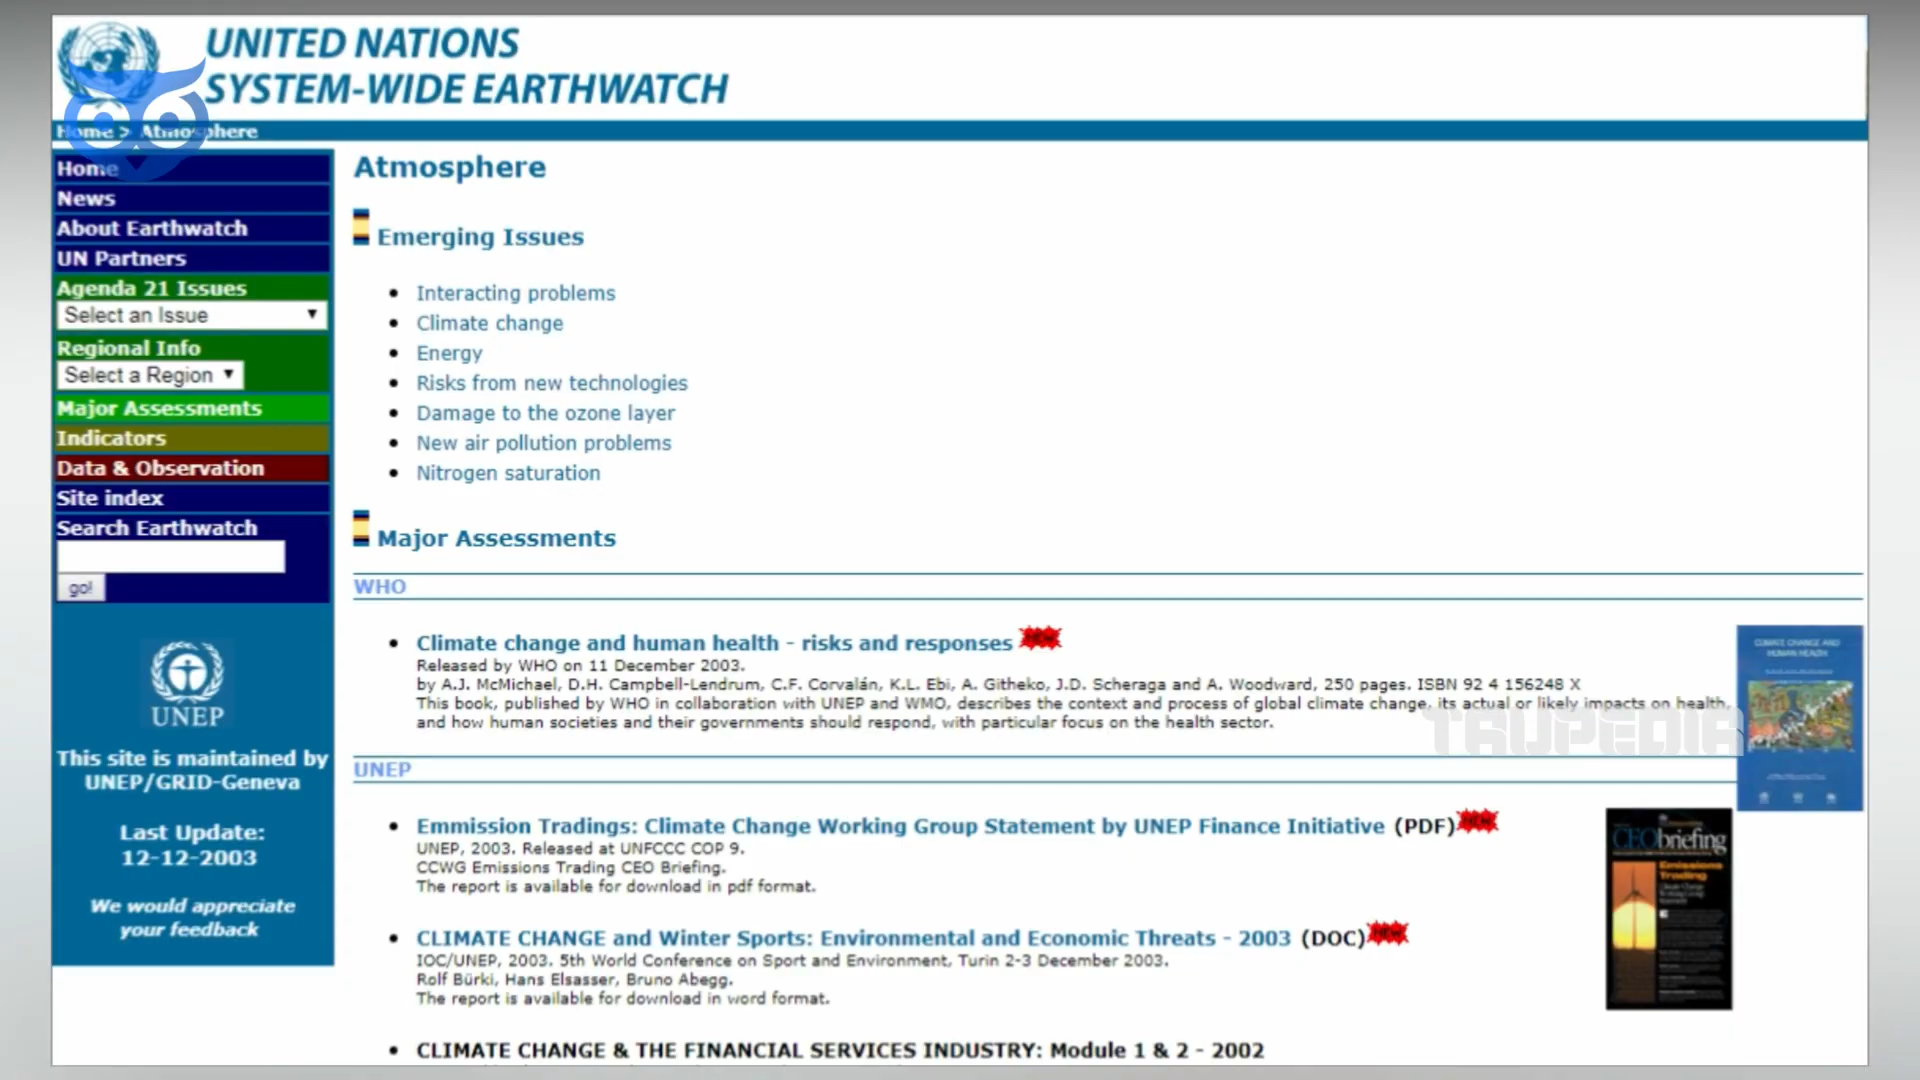 UNITED NATIONS
SYSTEM-WIDE EARTHWATCH
Home > Atmosphere
Home
News
About Earthwatch
UN Partners
Agenda 21 Issues
Select an Issue
Regional Info
Select a Region
Major Assessments
Indicators
Data & Observation
Site index
Search Earthwatch
go!
UNEP
This site is maintained by
UNEP/GRID-Geneva
Last Update:
12-12-2003
We would appreciate
your feedback
Atmosphere
Emerging Issues
Interacting problems
Climate change
Energy
Risks from new technologies
Damage to the ozone layer
New air pollution problems
Nitrogen saturation
Major Assessments
WHO
Climate change and human health - risks and responses NEW
Released by WHO on 11 December 2003.
by A.J. McMichael, D.H. Campbell-Lendrum, C.F. Corvalán, K.L. Ebi, A. Githeko, J.D. Scheraga and A. Woodward, 250 pages. ISBN 92 4 156248 X
This book, published by WHO in collaboration with UNEP and WMO, describes the context and process of global climate change, its actual or likely impacts on health,
and how human societies and their governments should respond, with particular focus on the health sector.
CLIMATE CHANGE AND
HUMAN HEALTH
TRUPEDIA
UNEP
Emmission Tradings: Climate Change Working Group Statement by UNEP Finance Initiative (PDF) NEW
UNEP, 2003. Released at UNFCCC COP 9.
CCWG Emissions Trading CEO Briefing.
The report is available for download in pdf format.
CEObriefing
Emissions
Trading
CLIMATE CHANGE and Winter Sports: Environmental and Economic Threats - 2003 (DOC) NEW
IOC/UNEP, 2003. 5th World Conference on Sport and Environment, Turin 2-3 December 2003.
Rolf Bürki, Hans Elsasser, Bruno Abegg.
The report is available for download in word format.
CLIMATE CHANGE & THE FINANCIAL SERVICES INDUSTRY: Module 1 & 2 - 2002